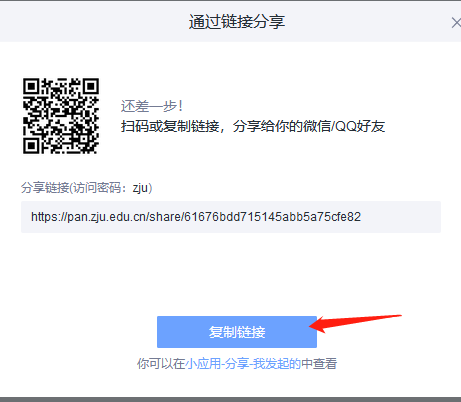 通过链接分享
还差一步！
扫码或复制链接，分享给你的微信/QQ好友
分享链接(访问密码：zju)
https://pan.zju.edu.cn/share/61676bdd715145abb5a75cfe82
复制链接
你可以在小应用-分享-我发起的中查看